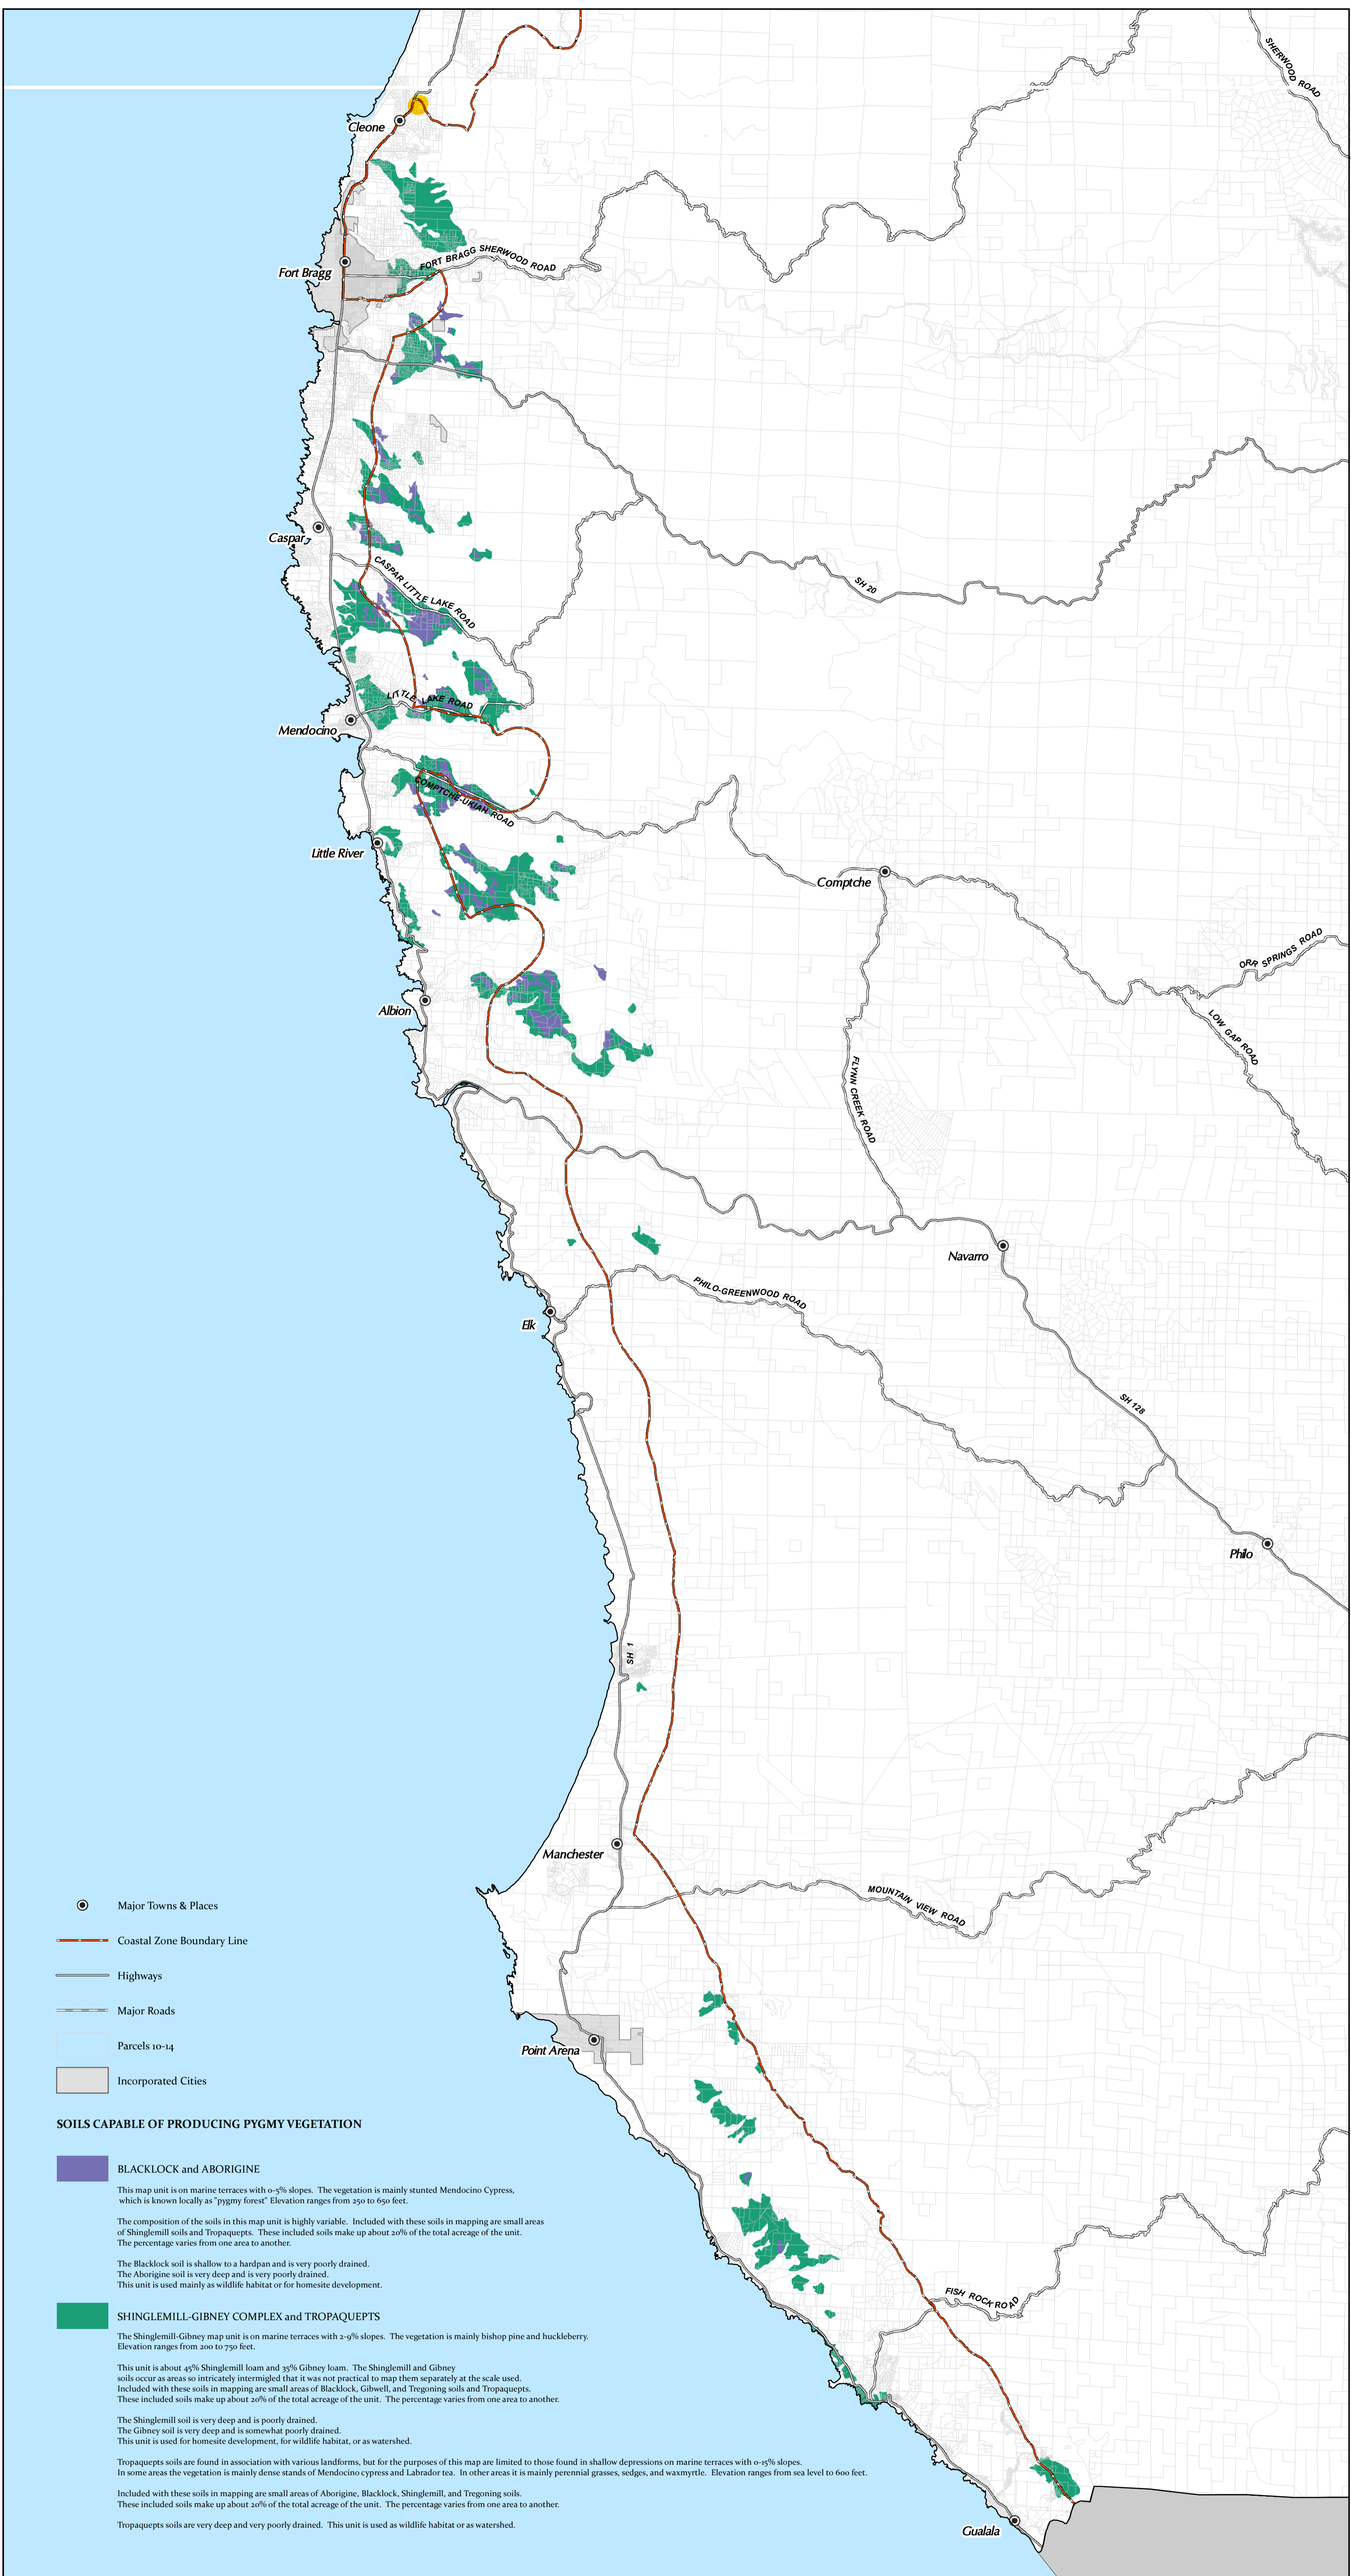 SHERWOOD ROAD
Cleone
FORT BRAGG SHERWOOD ROAD
Fort Bragg
Caspar
CASPAR LITTLE LAKE ROAD
SH 20
LITTLE LAKE ROAD
Mendocino
COMPTCHE-UKIAH ROAD
Little River
Comptche
ORR SPRINGS ROAD
Albion
LOW GAP ROAD
FLYNN CREEK ROAD
Navarro
PHILO-GREENWOOD ROAD
Elk
SH 128
Philo
SH 1
Manchester
MOUNTAIN VIEW ROAD
Point Arena
FISH ROCK ROAD
Gualala
Major Towns & Places
Coastal Zone Boundary Line
Highways
Major Roads
Parcels 10-14
Incorporated Cities
SOILS CAPABLE OF PRODUCING PYGMY VEGETATION
BLACKLOCK and ABORIGINE
This map unit is on marine terraces with 0-5% slopes. The vegetation is mainly stunted Mendocino Cypress,
which is known locally as "pygmy forest" Elevation ranges from 250 to 650 feet.
The composition of the soils in this map unit is highly variable. Included with these soils in mapping are small areas
of Shinglemill soils and Tropaquepts. These included soils make up about 20% of the total acreage of the unit.
The percentage varies from one area to another.
The Blacklock soil is shallow to a hardpan and is very poorly drained.
The Aborigine soil is very deep and is very poorly drained.
This unit is used mainly as wildlife habitat or for homesite development.
SHINGLEMILL-GIBNEY COMPLEX and TROPAQUEPTS
The Shinglemill-Gibney map unit is on marine terraces with 2-9% slopes. The vegetation is mainly bishop pine and huckleberry.
Elevation ranges from 200 to 750 feet.
This unit is about 45% Shinglemill loam and 35% Gibney loam. The Shinglemill and Gibney
soils occur as areas so intricately intermigled that it was not practical to map them separately at the scale used.
Included with these soils in mapping are small areas of Blacklock, Gibwell, and Tregoning soils and Tropaquepts.
These included soils make up about 20% of the total acreage of the unit. The percentage varies from one area to another.
The Shinglemill soil is very deep and is poorly drained.
The Gibney soil is very deep and is somewhat poorly drained.
This unit is used for homesite development, for wildlife habitat, or as watershed.
Tropaquepts soils are found in association with various landforms, but for the purposes of this map are limited to those found in shallow depressions on marine terraces with 0-15% slopes.
In some areas the vegetation is mainly dense stands of Mendocino cypress and Labrador tea. In other areas it is mainly perennial grasses, sedges, and waxmyrtle. Elevation ranges from sea level to 600 feet.
Included with these soils in mapping are small areas of Aborigine, Blacklock, Shinglemill, and Tregoning soils.
These included soils make up about 20% of the total acreage of the unit. The percentage varies from one area to another.
Tropaquepts soils are very deep and very poorly drained. This unit is used as wildlife habitat or as watershed.